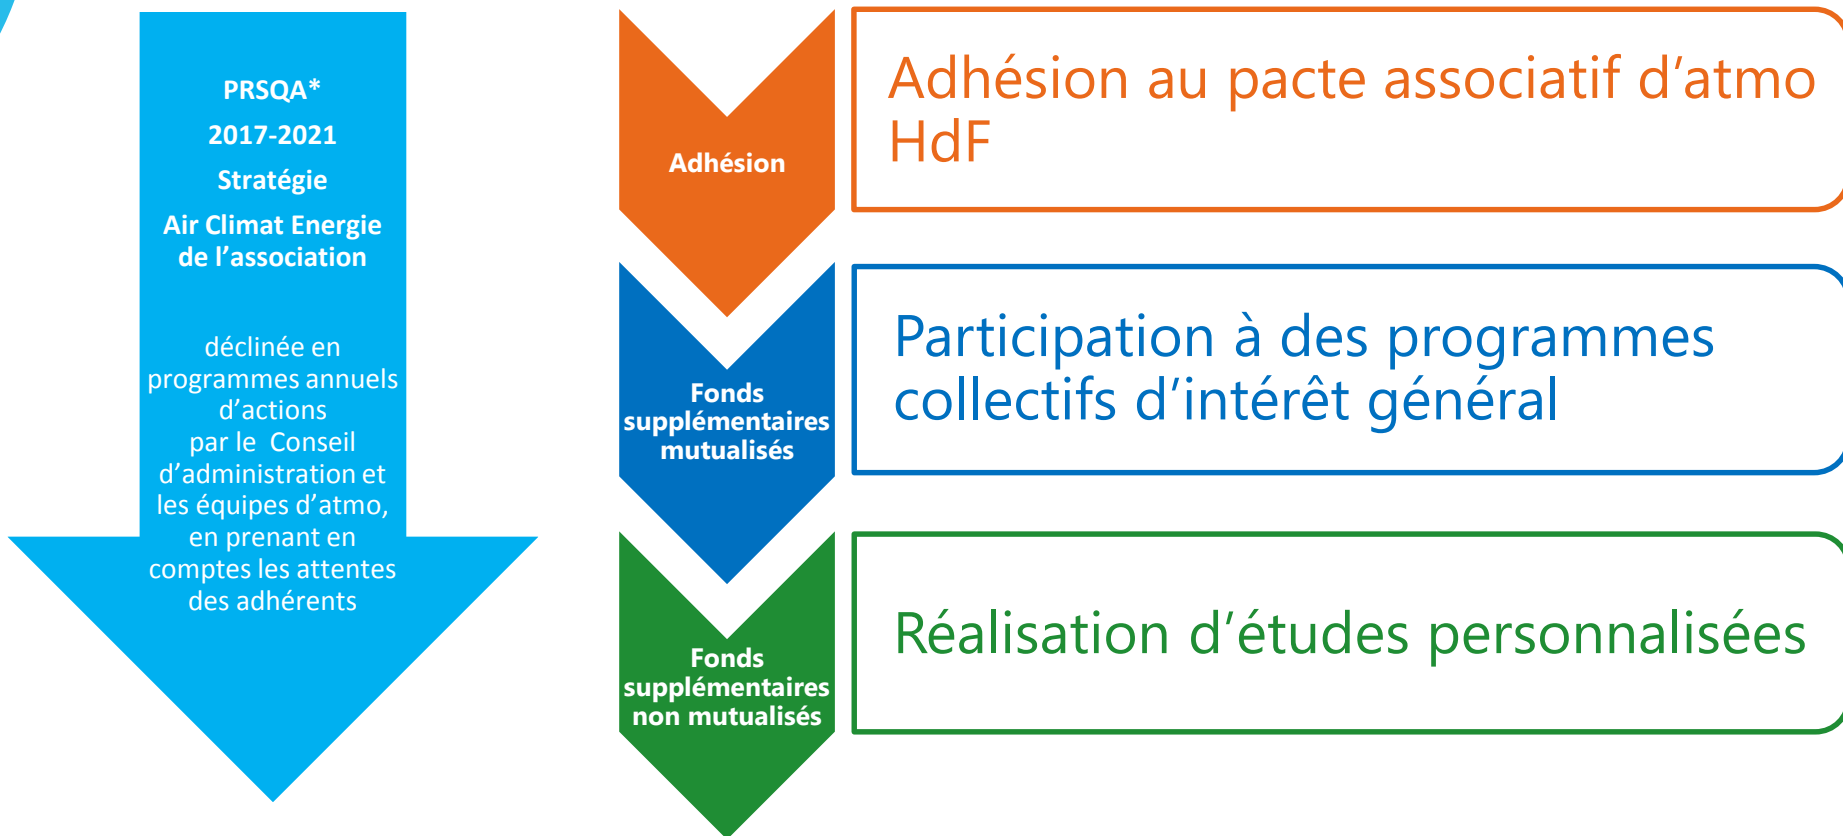 PRSQA*
2017-2021
Stratégie
Air Climat Energie
de l’association
déclinée en
programmes annuels
d’actions
par le Conseil
d’administration et
les équipes d’atmo,
en prenant en
comptes les attentes
des adhérents
Adhésion
Adhésion au pacte associatif d’atmo
HdF
Fonds
supplémentaires
mutualisés
Participation à des programmes
collectifs d’intérêt général
Fonds
supplémentaires
non mutualisés
Réalisation d’études personnalisées